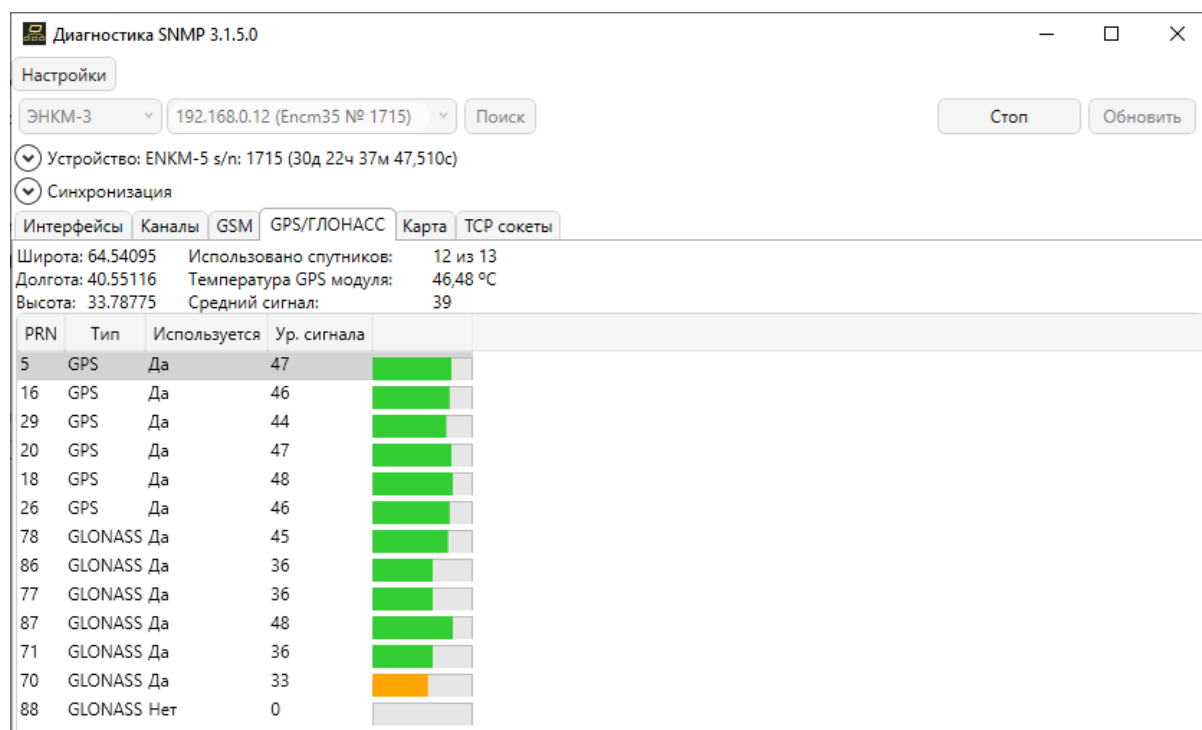 Диагностика SNMP 3.1.5.0
Настройки
ЭНКМ-3 192.168.0.12 (Encm35 № 1715) Поиск Стоп Обновить
Устройство: ENKM-5 s/n: 1715 (30д 22ч 37м 47,510с)
Синхронизация
Интерфейсы Каналы GSM GPS/ГЛОНАСС Карта TCP сокеты
Широта: 64.54095 Использовано спутников: 12 из 13
Долгота: 40.55116 Температура GPS модуля: 46,48 ºC
Высота: 33.78775 Средний сигнал: 39
PRN Тип Используется Ур. сигнала
5 GPS Да 47
16 GPS Да 46
29 GPS Да 44
20 GPS Да 47
18 GPS Да 48
26 GPS Да 46
78 GLONASS Да 45
86 GLONASS Да 36
77 GLONASS Да 36
87 GLONASS Да 48
71 GLONASS Да 36
70 GLONASS Да 33
88 GLONASS Нет 0